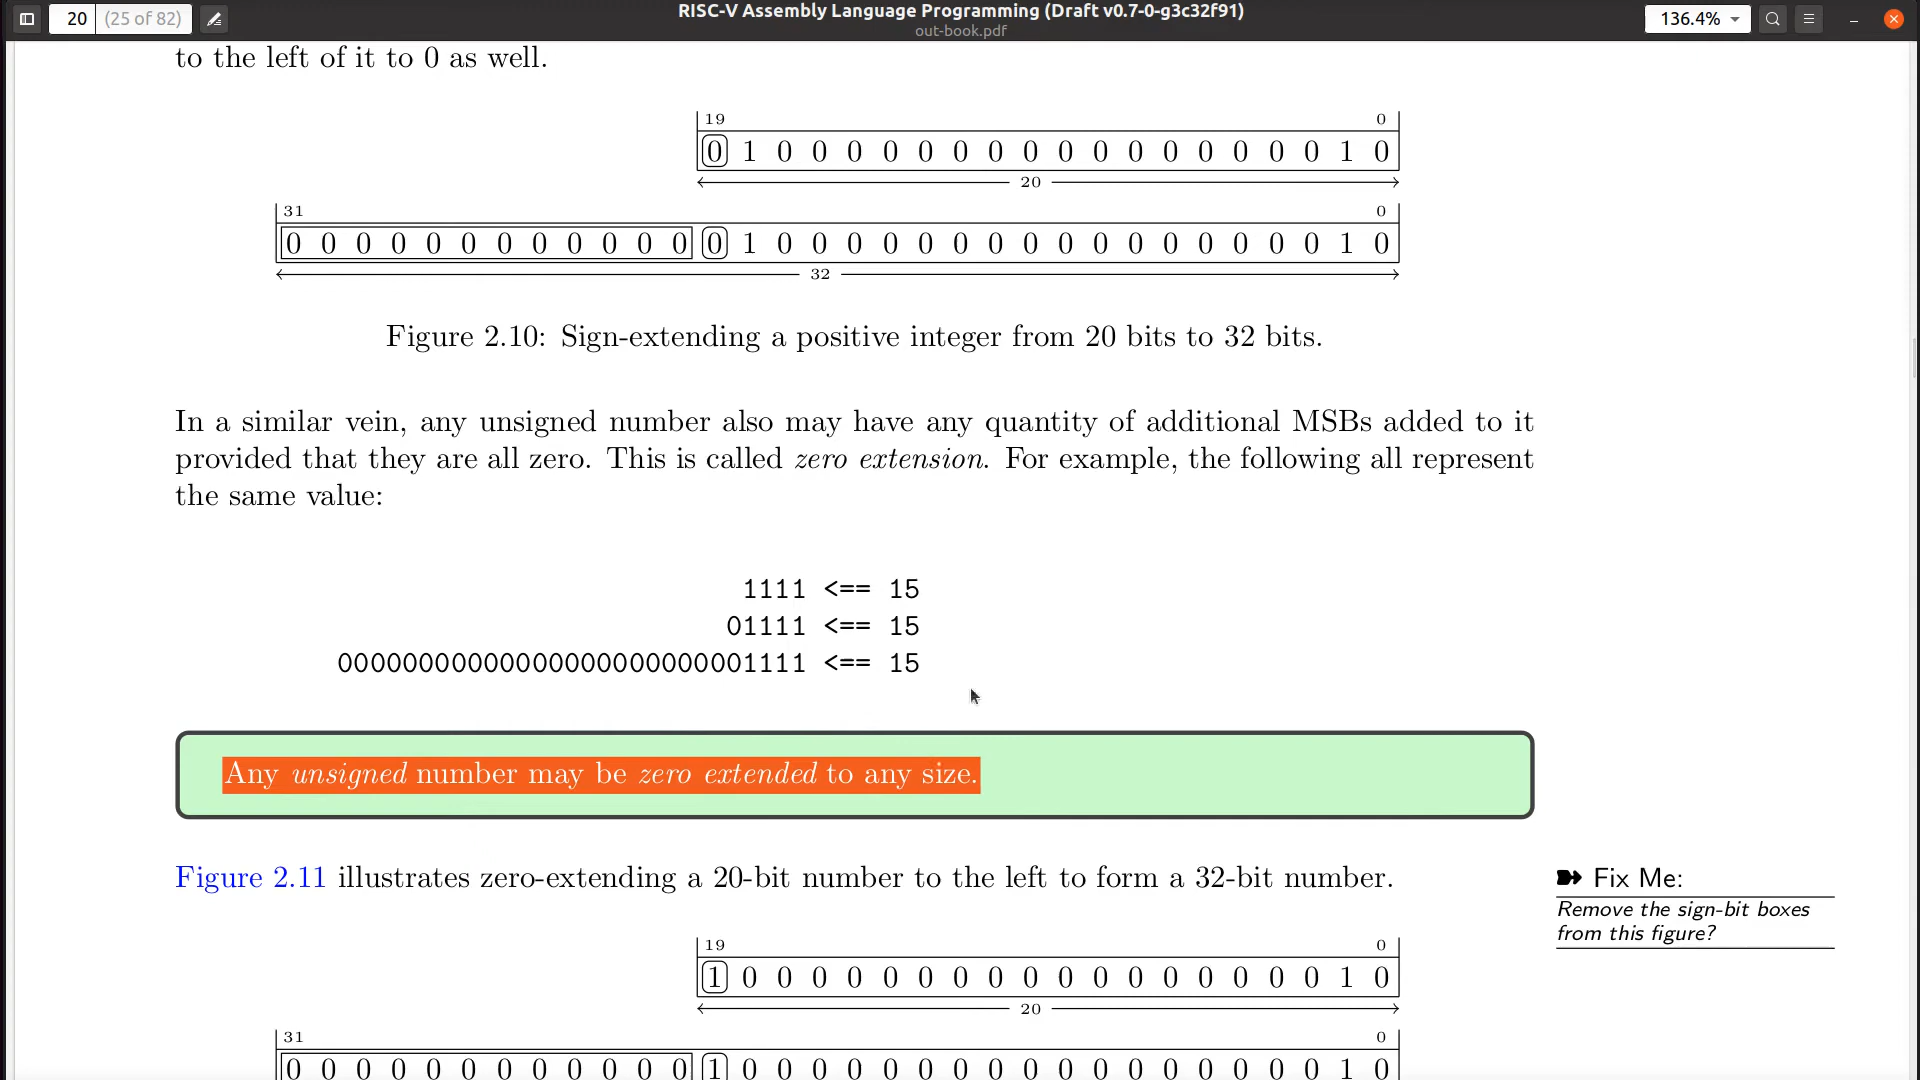 20 (25 of 82)
RISC-V Assembly Language Programming (Draft v0.7-0-g3c32f91)
out-book.pdf
136.4%
to the left of it to 0 as well.
19 0
0 1 0 0 0 0 0 0 0 0 0 0 0 0 0 0 0 0 1 0
20
31 0
0 0 0 0 0 0 0 0 0 0 0 0 0 1 0 0 0 0 0 0 0 0 0 0 0 0 0 0 0 0 1 0
32
Figure 2.10: Sign-extending a positive integer from 20 bits to 32 bits.
In a similar vein, any unsigned number also may have any quantity of additional MSBs added to it
provided that they are all zero. This is called zero extension. For example, the following all represent
the same value:
1111 <== 15
01111 <== 15
00000000000000000000000001111 <== 15
Any unsigned number may be zero extended to any size.
Figure 2.11 illustrates zero-extending a 20-bit number to the left to form a 32-bit number.
Fix Me:
Remove the sign-bit boxes
from this figure?
19 0
1 0 0 0 0 0 0 0 0 0 0 0 0 0 0 0 0 0 1 0
20
31 0
0 0 0 0 0 0 0 0 0 0 0 0 1 0 0 0 0 0 0 0 0 0 0 0 0 0 0 0 0 0 1 0